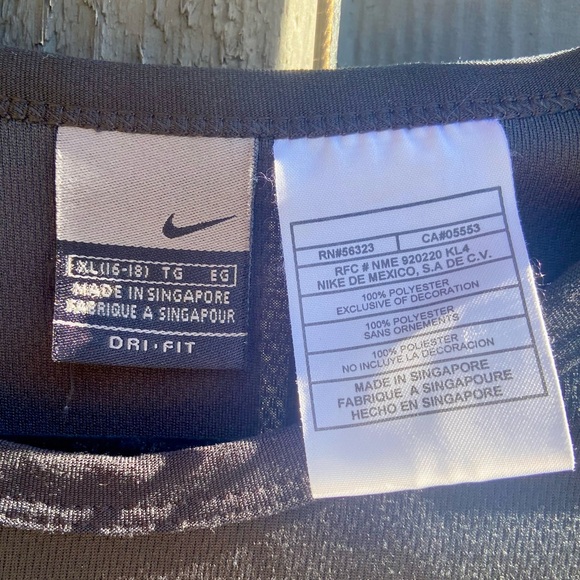 XL(16-18) TG EG
MADE IN SINGAPORE
FABRIQUE A SINGAPOUR
DRI-FIT
RN#56323 CA#05553
RFC # NME 920220 KL4
NIKE DE MEXICO, S.A DE C.V.
100% POLYESTER
EXCLUSIVE OF DECORATION
100% POLYESTER
SANS ORNEMENTS
100% POLIESTER
NO INCLUYE LA DECORACION
MADE IN SINGAPORE
FABRIQUE A SINGAPOURE
HECHO EN SINGAPORE